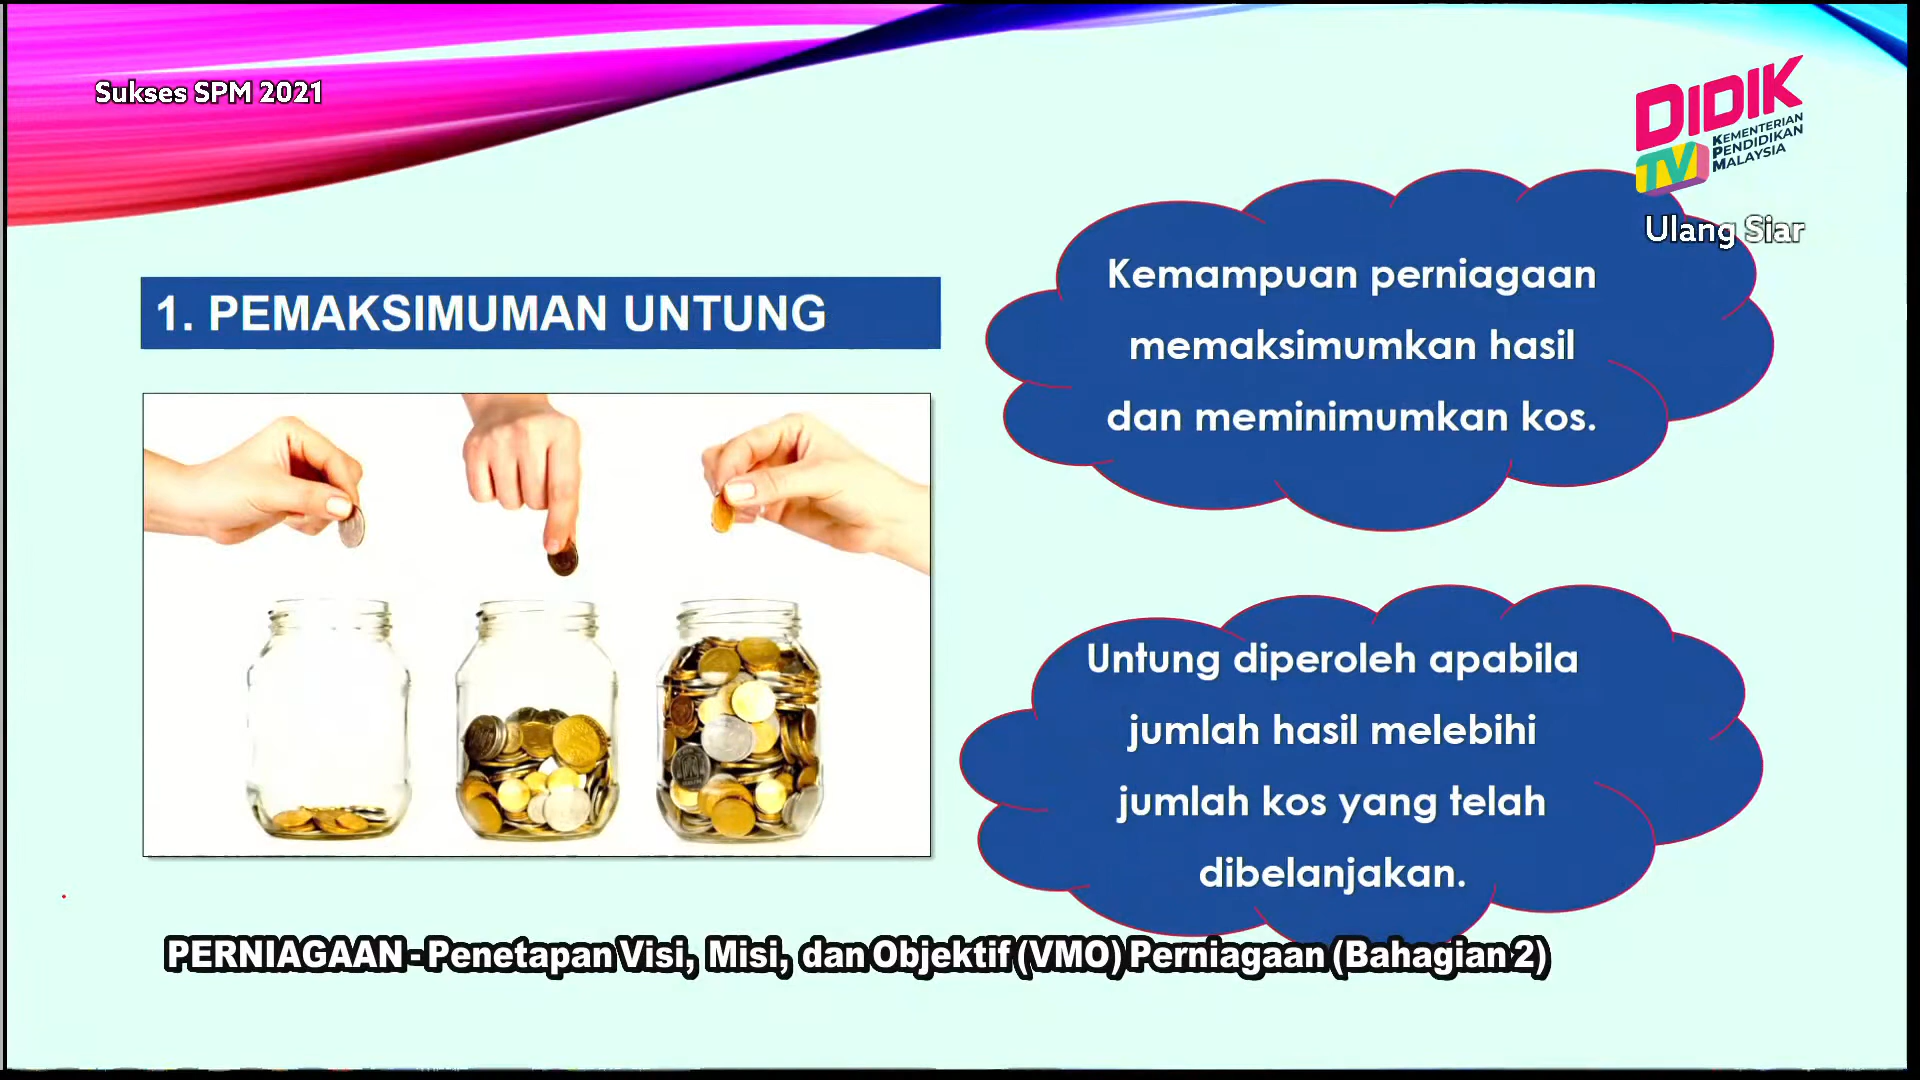 Sukses SPM 2021
DIDIK
TV
KEMENTERIAN
PENDIDIKAN
MALAYSIA
Ulang Siar
1. PEMAKSIMUMAN UNTUNG
Kemampuan perniagaan
memaksimumkan hasil
dan meminimumkan kos.
Untung diperoleh apabila
jumlah hasil melebihi
jumlah kos yang telah
dibelanjakan.
PERNIAGAAN - Penetapan Visi, Misi, dan Objektif (VMO) Perniagaan (Bahagian 2)